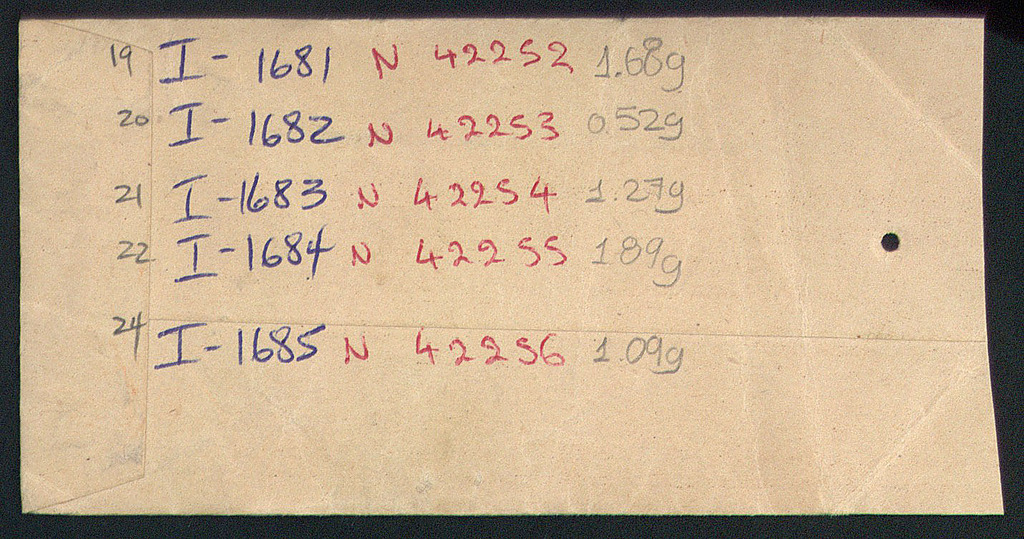 19 I-1681 N 42252 1.68g
20 I-1682 N 42253 0.52g
21 I-1683 N 42254 1.27g
22 I-1684 N 42255 1.89g
24 I-1685 N 42256 1.09g